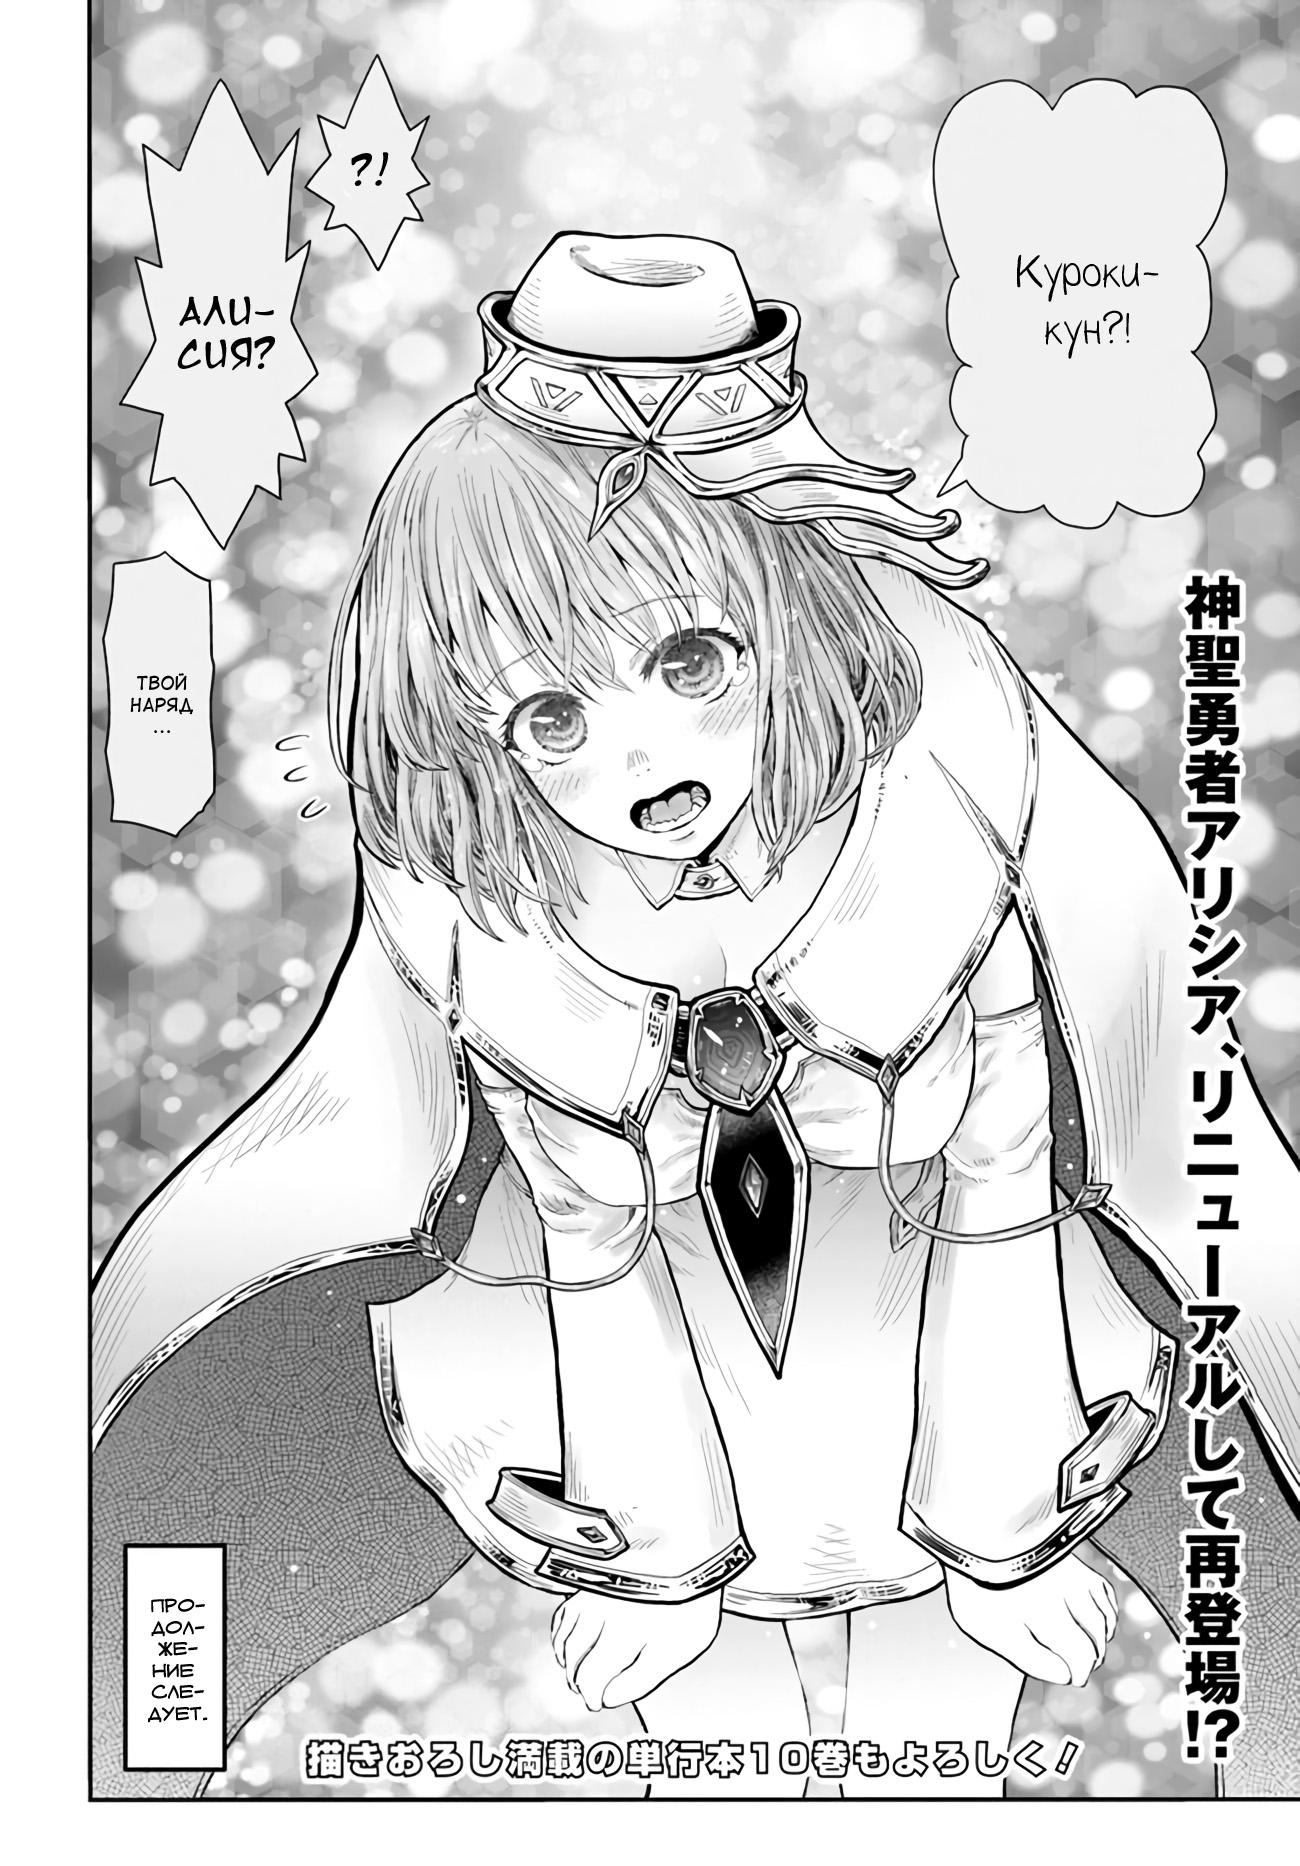 Куроки-
кун?!
?!
АЛИ-
СИЯ?
ТВОЙ
НАРЯД
...
神聖勇者アリシア、リニューアルして再登場!?
ПРО-
ДОЛ-
ЖЕ-
НИЕ
СЛЕ-
ДУЕТ.
描きおろし満載の単行本10巻もよろしく!